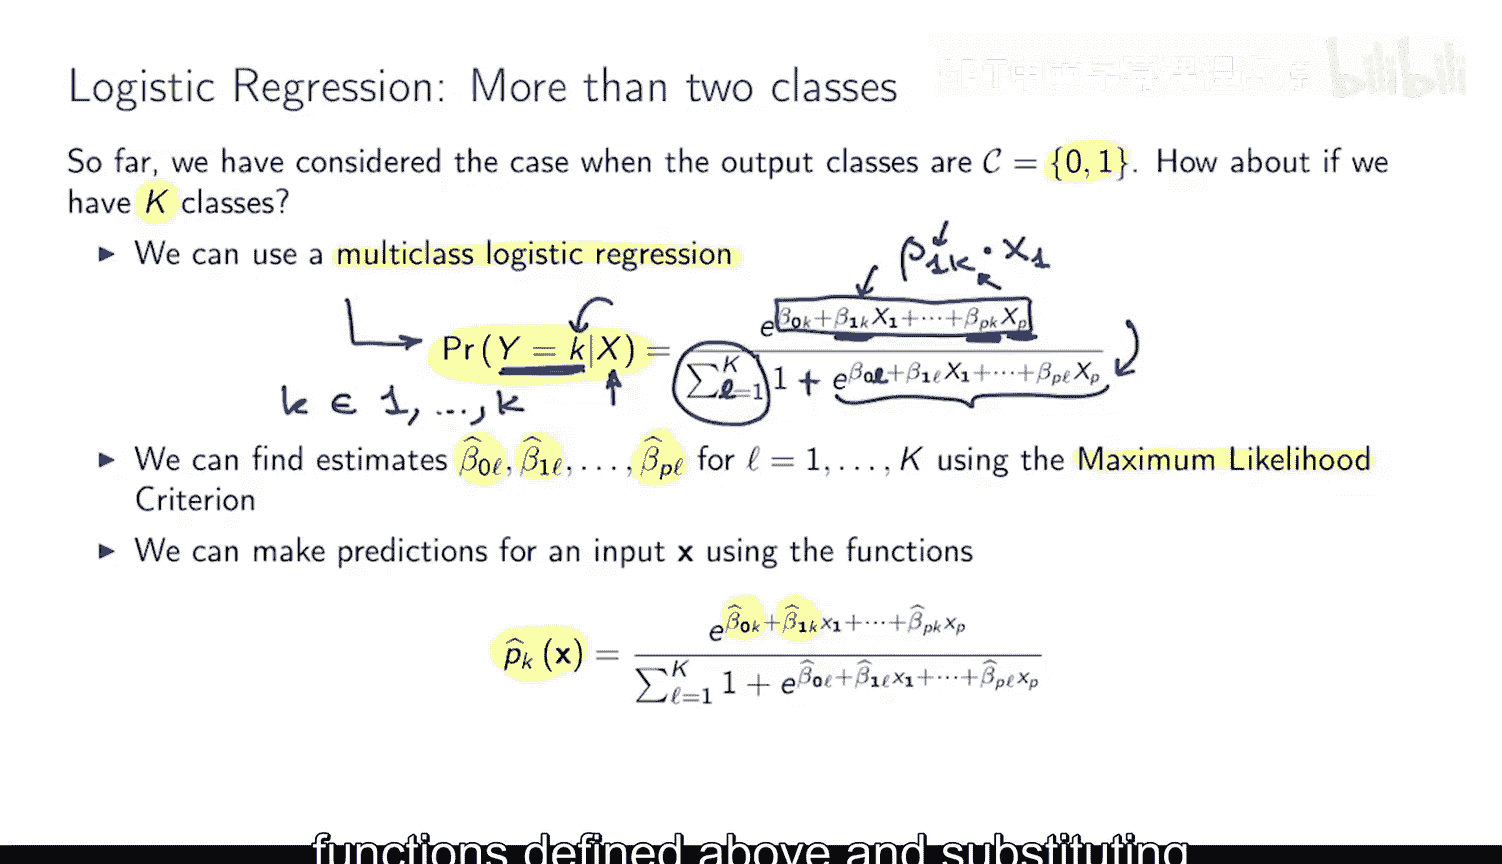 Logistic Regression: More than two classes
bilibili
So far, we have considered the case when the output classes are 𝒞 = {0, 1}. How about if we
have K classes?
▶ We can use a multiclass logistic regression
β₁ₖ · X₁
Pr(Y = k|X) = e^{β₀ₖ+β₁ₖX₁+⋯+βₚₖXₚ} / ∑_{ℓ=1}^{K} 1 + e^{β₀ℓ+β₁ℓX₁+⋯+βₚℓXₚ}
k ∈ 1, ..., k
▶ We can find estimates β̂₀ℓ, β̂₁ℓ, . . . , β̂ₚℓ for ℓ = 1, . . . , K using the Maximum Likelihood
Criterion
▶ We can make predictions for an input x using the functions
p̂ₖ (x) = e^{β̂₀ₖ+β̂₁ₖx₁+⋯+β̂ₚₖxₚ} / ∑_{ℓ=1}^{K} 1 + e^{β̂₀ℓ+β̂₁ℓx₁+⋯+β̂ₚℓxₚ}
functions defined above and substituting